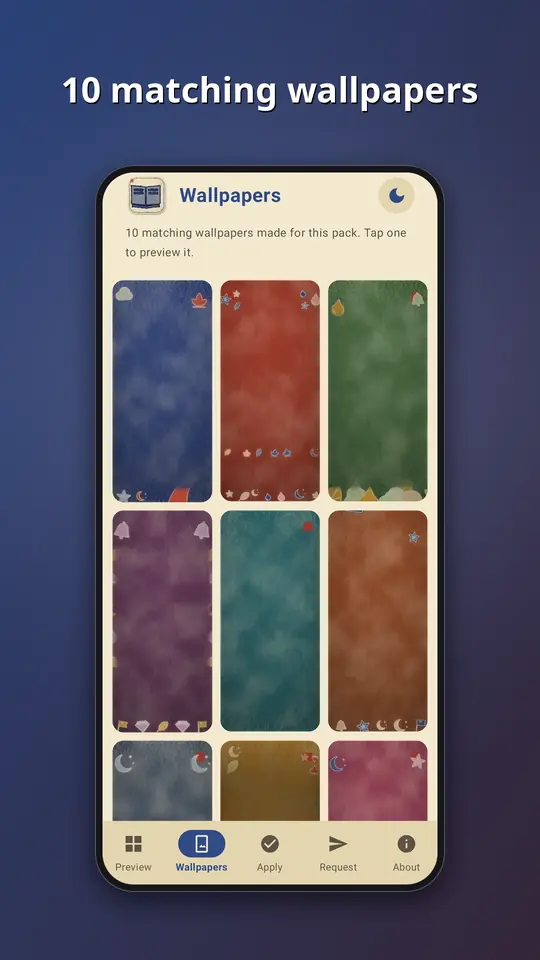 10 matching wallpapers
Wallpapers
10 matching wallpapers made for this pack. Tap one
to preview it.
Preview
Wallpapers
Apply
Request
About